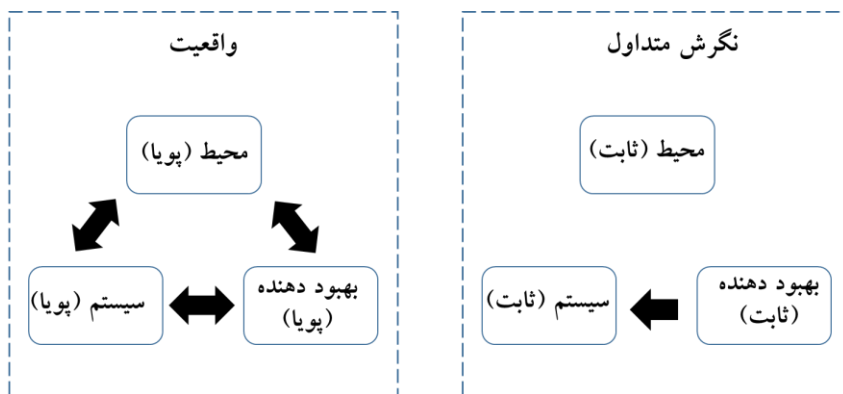 نگرش متداول
محیط (ثابت)
بهبود دهنده
(ثابت)
سیستم (ثابت)
واقعیت
محیط (پویا)
بهبود دهنده
(پویا)
سیستم (پویا)